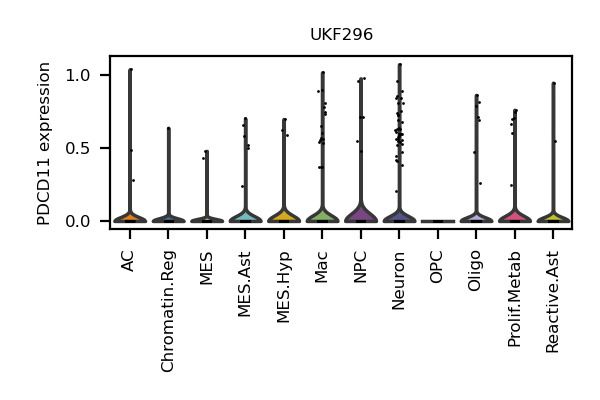 UKF296
PDCD11 expression
1.0
0.5
0.0
AC
Chromatin.Reg
MES
MES.Ast
MES.Hyp
Mac
NPC
Neuron
OPC
Oligo
Prolif.Metab
Reactive.Ast